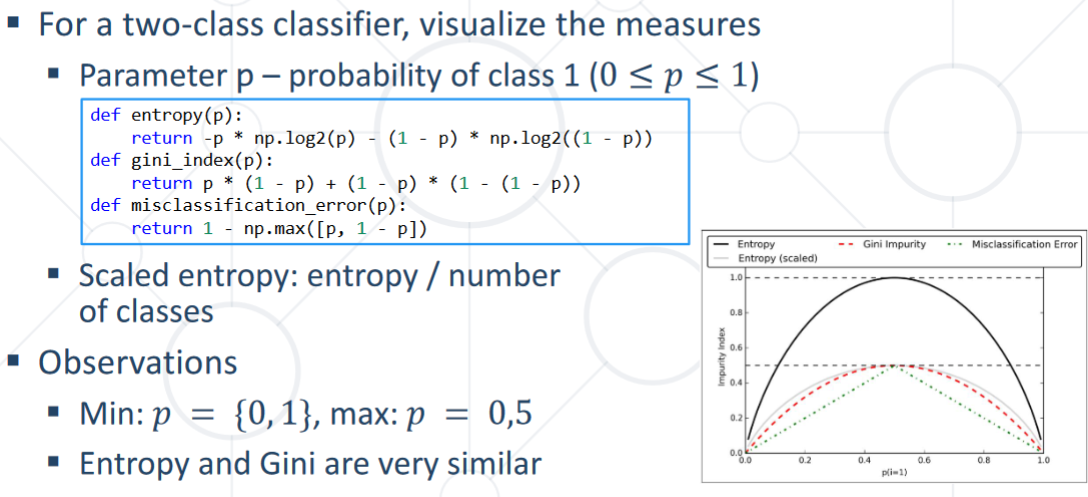 For a two-class classifier, visualize the measures
Parameter p – probability of class 1 (0 ≤ p ≤ 1)
def entropy(p):
    return -p * np.log2(p) - (1 - p) * np.log2((1 - p))
def gini_index(p):
    return p * (1 - p) + (1 - p) * (1 - (1 - p))
def misclassification_error(p):
    return 1 - np.max([p, 1 - p])
Scaled entropy: entropy / number
of classes
Observations
Min: p = {0, 1}, max: p = 0,5
Entropy and Gini are very similar
Entropy Gini Impurity Misclassification Error
Entropy (scaled)
Impurity Index
1.0
0.8
0.6
0.4
0.2
0.0
0.0 0.2 0.4 0.6 0.8 1.0
p(i=1)